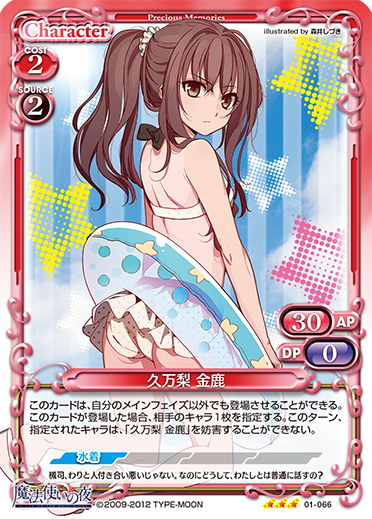 Precious Memories
Character
illustrated by 森井しづき
COST
2
SOURCE
2
30 AP
DP 0
久万梨 金鹿
このカードは、自分のメインフェイズ以外でも登場させることができる。
このカードが登場した場合、相手のキャラ1枚を指定する。このターン、
指定されたキャラは、「久万梨 金鹿」を妨害することができない。
水着
槻司、わりと人付き合い悪いじゃない。なのにどうして、わたしとは普通に話すの?
魔法使いの夜
©2009-2012 TYPE-MOON
01-066